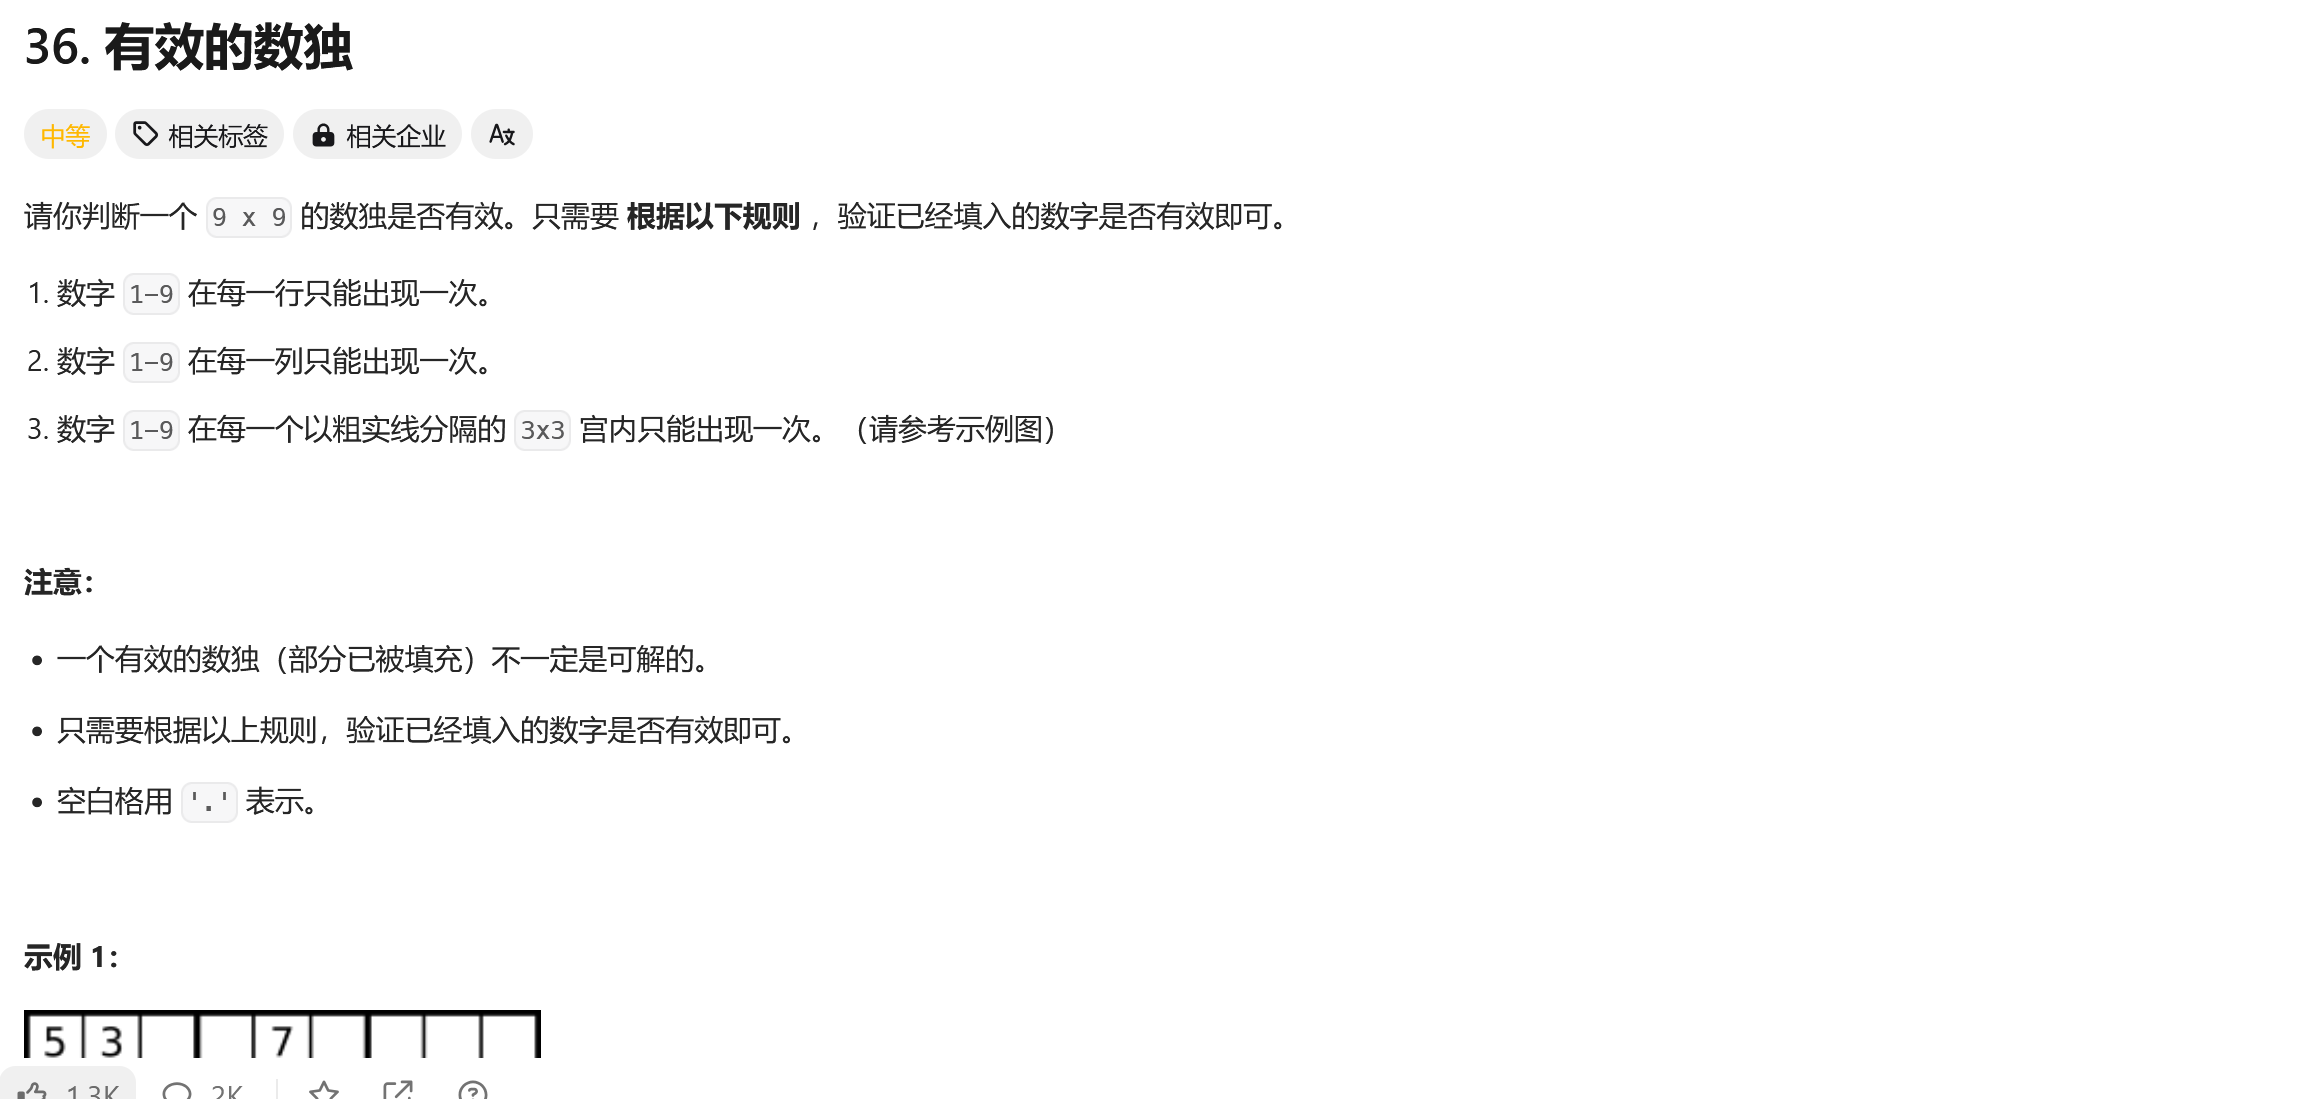 36. 有效的数独
中等 相关标签 相关企业
请你判断一个 9 x 9 的数独是否有效。只需要 根据以下规则 ，验证已经填入的数字是否有效即可。
1. 数字 1-9 在每一行只能出现一次。
2. 数字 1-9 在每一列只能出现一次。
3. 数字 1-9 在每一个以粗实线分隔的 3x3 宫内只能出现一次。（请参考示例图）
注意：
• 一个有效的数独（部分已被填充）不一定是可解的。
• 只需要根据以上规则，验证已经填入的数字是否有效即可。
• 空白格用 '.' 表示。
示例 1：
5 3 7
1.3K 2K